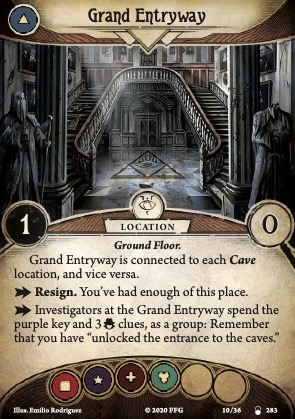 Grand Entryway
1
0
LOCATION
Ground Floor.
Grand Entryway is connected to each Cave
location, and vice versa.
Resign. You've had enough of this place.
Investigators at the Grand Entryway spend the
purple key and 3 clues, as a group: Remember
that you have "unlocked the entrance to the caves."
Illus. Emilio Rodriguez © 2020 FFG 10/36 283